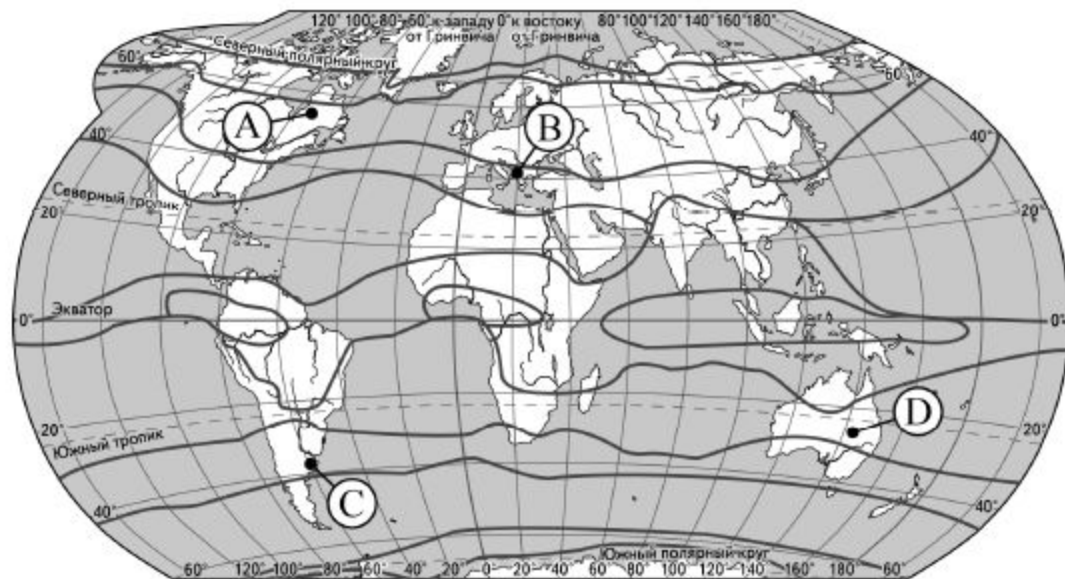 120° 100° 80° 60° к западу 0° к востоку 80° 100° 120° 140° 160° 180°
от Гринвича от Гринвича
Северный полярный круг
60°
60°
A
B
40°
40°
Северный тропик
20°
20°
Экватор
0°
0°
D
20°
20°
Южный тропик
C
40°
40°
Южный полярный круг
60° 120° 100° 80° 60° 40° 20° 0° 20° 40° 60° 80° 100° 120° 140° 160° 180° 60°